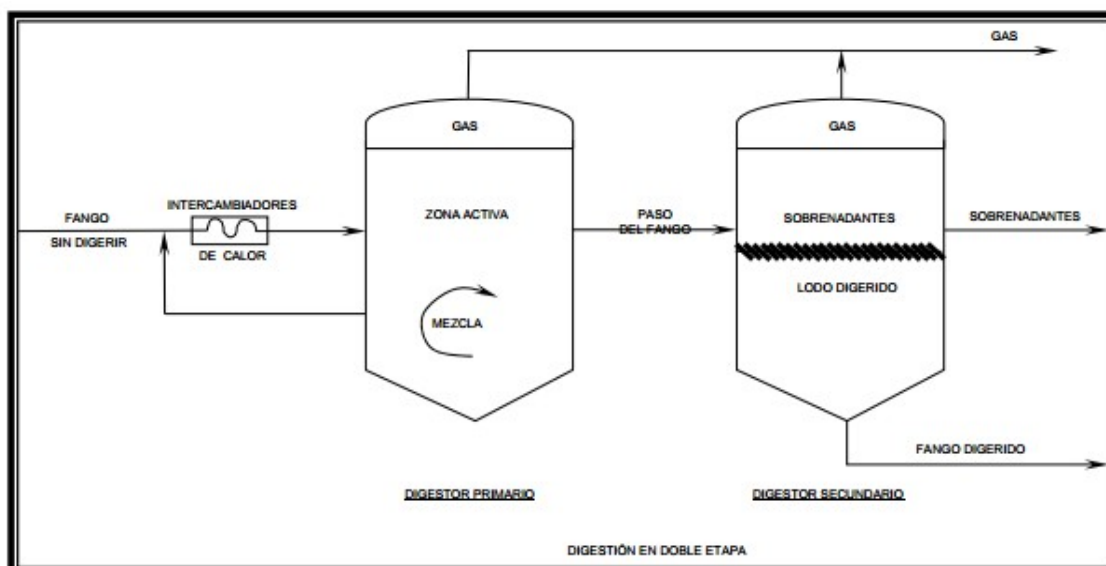 GAS
GAS
GAS
INTERCAMBIADORES
DE CALOR
FANGO
SIN DIGERIR
ZONA ACTIVA
MEZCLA
PASO
DEL FANGO
SOBRENADANTES
LODO DIGERIDO
SOBRENADANTES
FANGO DIGERIDO
DIGESTOR PRIMARIO
DIGESTOR SECUNDARIO
DIGESTIÓN EN DOBLE ETAPA